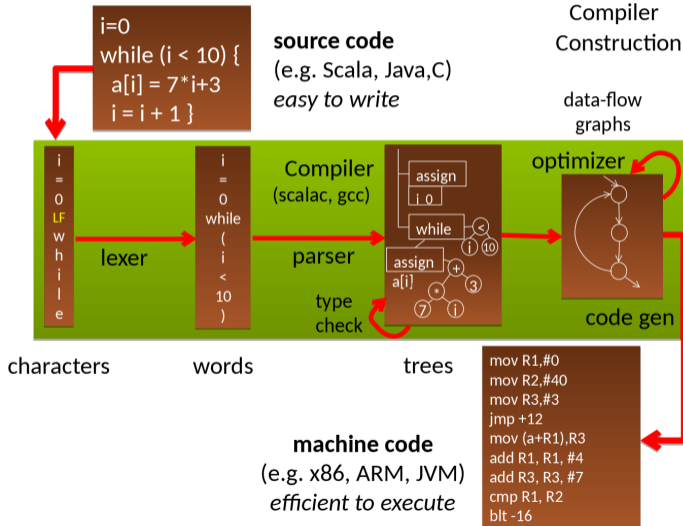 i=0
while (i < 10) {
a[i] = 7*i+3
i = i + 1 }
source code
(e.g. Scala, Java,C)
easy to write
Compiler
Construction
data-flow
graphs
i
=
0
LF
w
h
i
l
e
lexer
i
=
0
while
(
i
<
10
)
Compiler
(scalac, gcc)
parser
type
check
assign
i 0
while
<
i 10
assign
a[i]
+
*
3
7
i
optimizer
code gen
characters
words
trees
machine code
(e.g. x86, ARM, JVM)
efficient to execute
mov R1,#0
mov R2,#40
mov R3,#3
jmp +12
mov (a+R1),R3
add R1, R1, #4
add R3, R3, #7
cmp R1, R2
blt -16